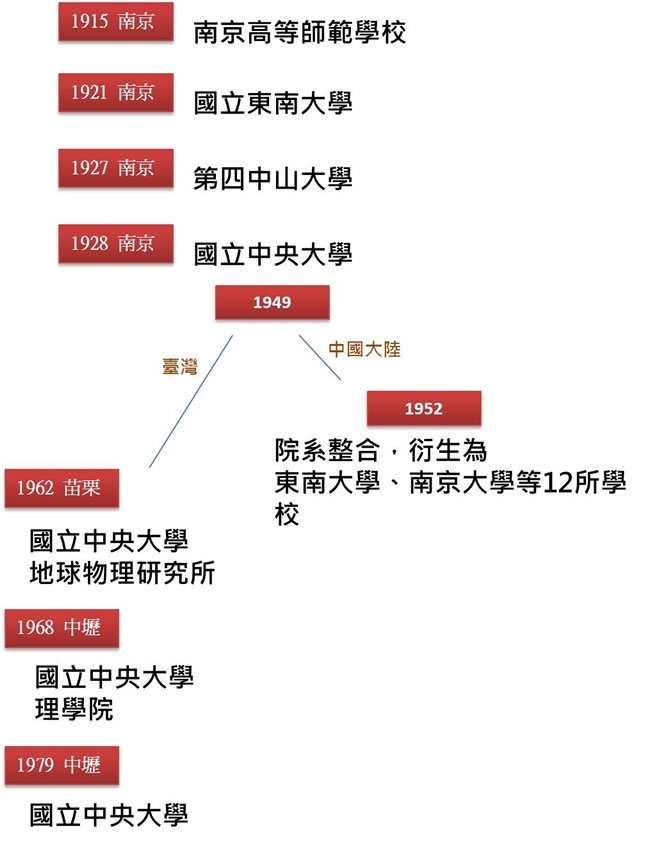 1915 南京
南京高等師範學校
1921 南京
國立東南大學
1927 南京
第四中山大學
1928 南京
國立中央大學
1949
臺灣
中國大陸
1952
院系整合，衍生為
東南大學、南京大學等12所學
校
1962 苗栗
國立中央大學
地球物理研究所
1968 中壢
國立中央大學
理學院
1979 中壢
國立中央大學